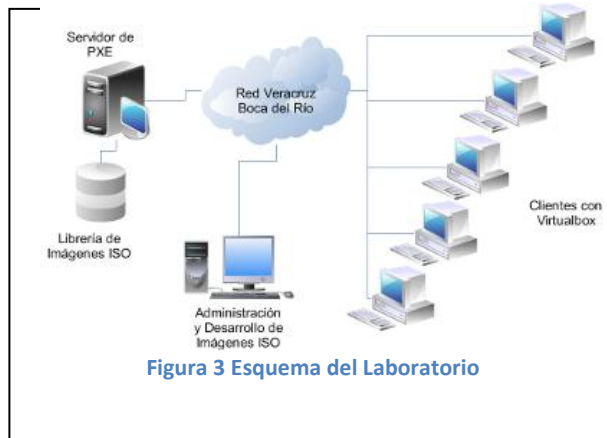 Servidor de
PXE
Red Veracruz
Boca del Río
Librería de
Imágenes ISO
Clientes con
Virtualbox
Administración
y Desarrollo de
Imágenes ISO
Figura 3 Esquema del Laboratorio